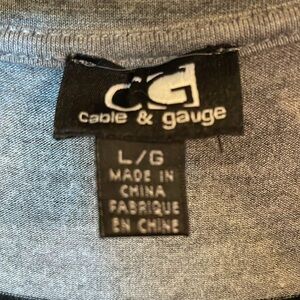 CG
cable & gauge
L/G
MADE IN
CHINA
FABRIQUE
EN CHINE